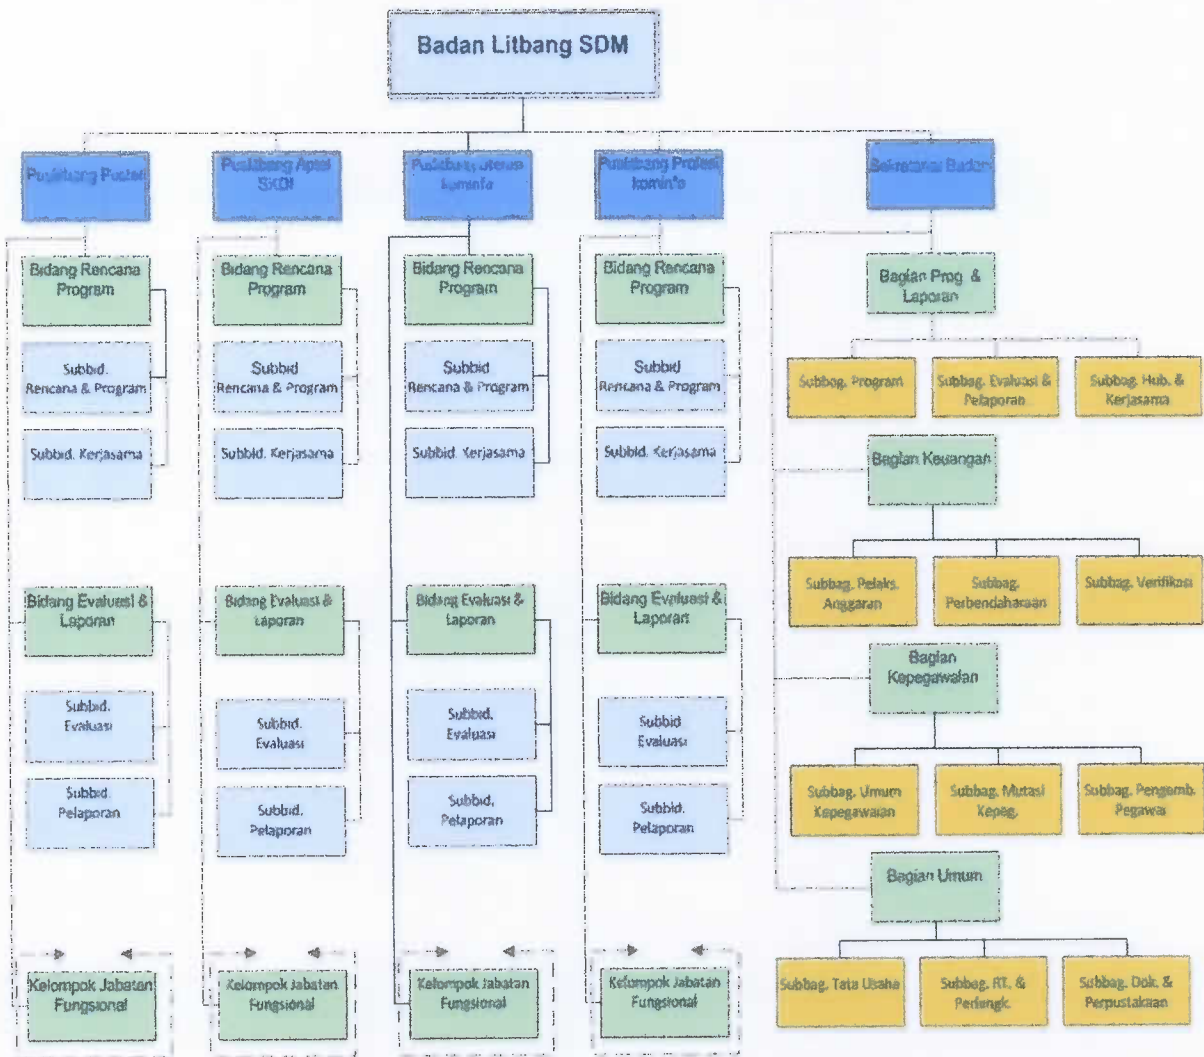 Badan Litbang SDM
Puslitbang
Puslitbang Aptel
SKDI
Puslitbang Literasi
kominfo
Puslitbang Profesi
kominfo
Sekretariat Badan
Bidang Rencana
Program
Subbid.
Rencana & Program
Subbid. Kerjasama
Bidang Evaluasi &
Laporan
Subbid.
Evaluasi
Subbid.
Pelaporan
Kelompok Jabatan
Fungsional
Bidang Rencana
Program
Subbid
Rencana & Program
Subbid. Kerjasama
Bidang Evaluasi &
Laporan
Subbid.
Evaluasi
Subbid.
Pelaporan
Kelompok Jabatan
Fungsional
Bidang Rencana
Program
Subbid
Rencana & Program
Subbid. Kerjasama
Bidang Evaluasi &
Laporan
Subbid.
Evaluasi
Subbid.
Pelaporan
Kelompok Jabatan
Fungsional
Bidang Rencana
Program
Subbid
Rencana & Program
Subbid. Kerjasama
Bidang Evaluasi &
Laporan
Subbid
Evaluasi
Subbid.
Pelaporan
Kelompok Jabatan
Fungsional
Bagian Prog &
Laporan
Subbag. Program
Subbag. Evaluasi &
Pelaporan
Subbag. Hub. &
Kerjasama
Bagian Keuangan
Subbag. Pelaks.
Anggaran
Subbag.
Perbendaharaan
Subbag. Verifikasi
Bagian
Kepegawaian
Subbag. Umum
Kepegawaian
Subbag. Mutasi
Kepeg.
Subbag. Pengemb.
Pegawai
Bagian Umum
Subbag. Tata Usaha
Subbag. RT. &
Perlengk.
Subbag. Dok. &
Perpustakaan